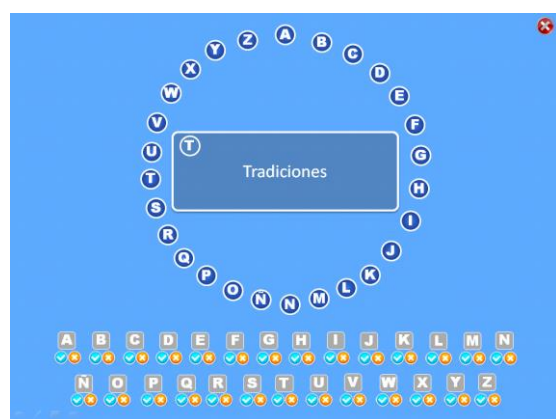 A B C D E F G H I J K L M N Ñ O P Q R S T U V W X Y Z
T
Tradiciones
A B C D E F G H I J K L M N
Ñ O P Q R S T U V W X Y Z